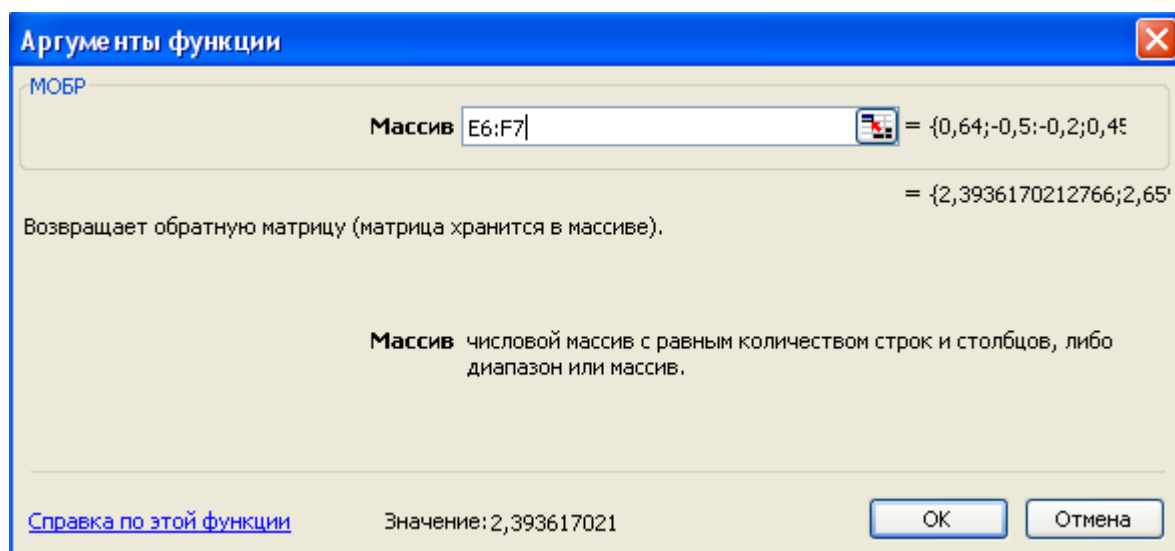 Аргументы функции
МОБР
Массив E6:F7 = {0,64;-0,5:-0,2;0,45
= {2,3936170212766;2,65
Возвращает обратную матрицу (матрица хранится в массиве).
Массив числовой массив с равным количеством строк и столбцов, либо
диапазон или массив.
Справка по этой функции Значение:2,393617021 OK Отмена